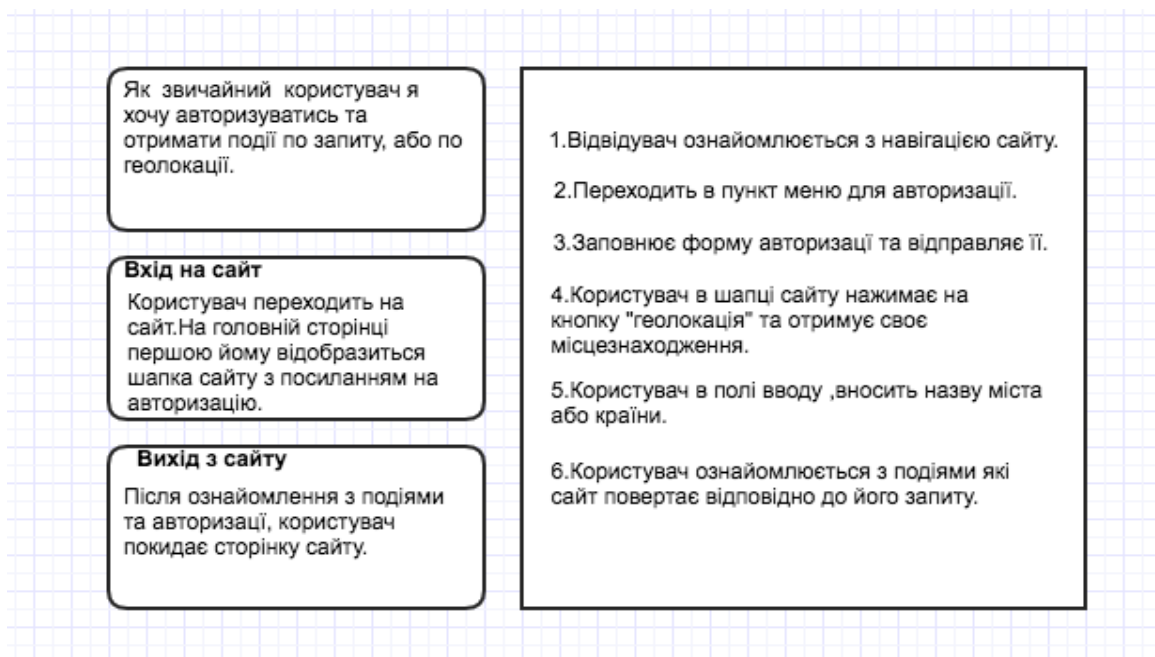 Як звичайний користувач я
хочу авторизуватись та
отримати події по запиту, або по
геолокації.
Вхід на сайт
Користувач переходить на
сайт.На головній сторінці
першою йому відобразиться
шапка сайту з посиланням на
авторизацію.
Вихід з сайту
Після ознайомлення з подіями
та авторизаці, користувач
покидає сторінку сайту.
1.Відвідувач ознайомлюється з навігацією сайту.
2.Переходить в пункт меню для авторизації.
3.Заповнює форму авторизаці та відправляє її.
4.Користувач в шапці сайту нажимає на
кнопку "геолокація" та отримує своє
місцезнаходження.
5.Користувач в полі вводу ,вносить назву міста
або країни.
6.Користувач ознайомлюється з подіями які
сайт повертає відповідно до його запиту.